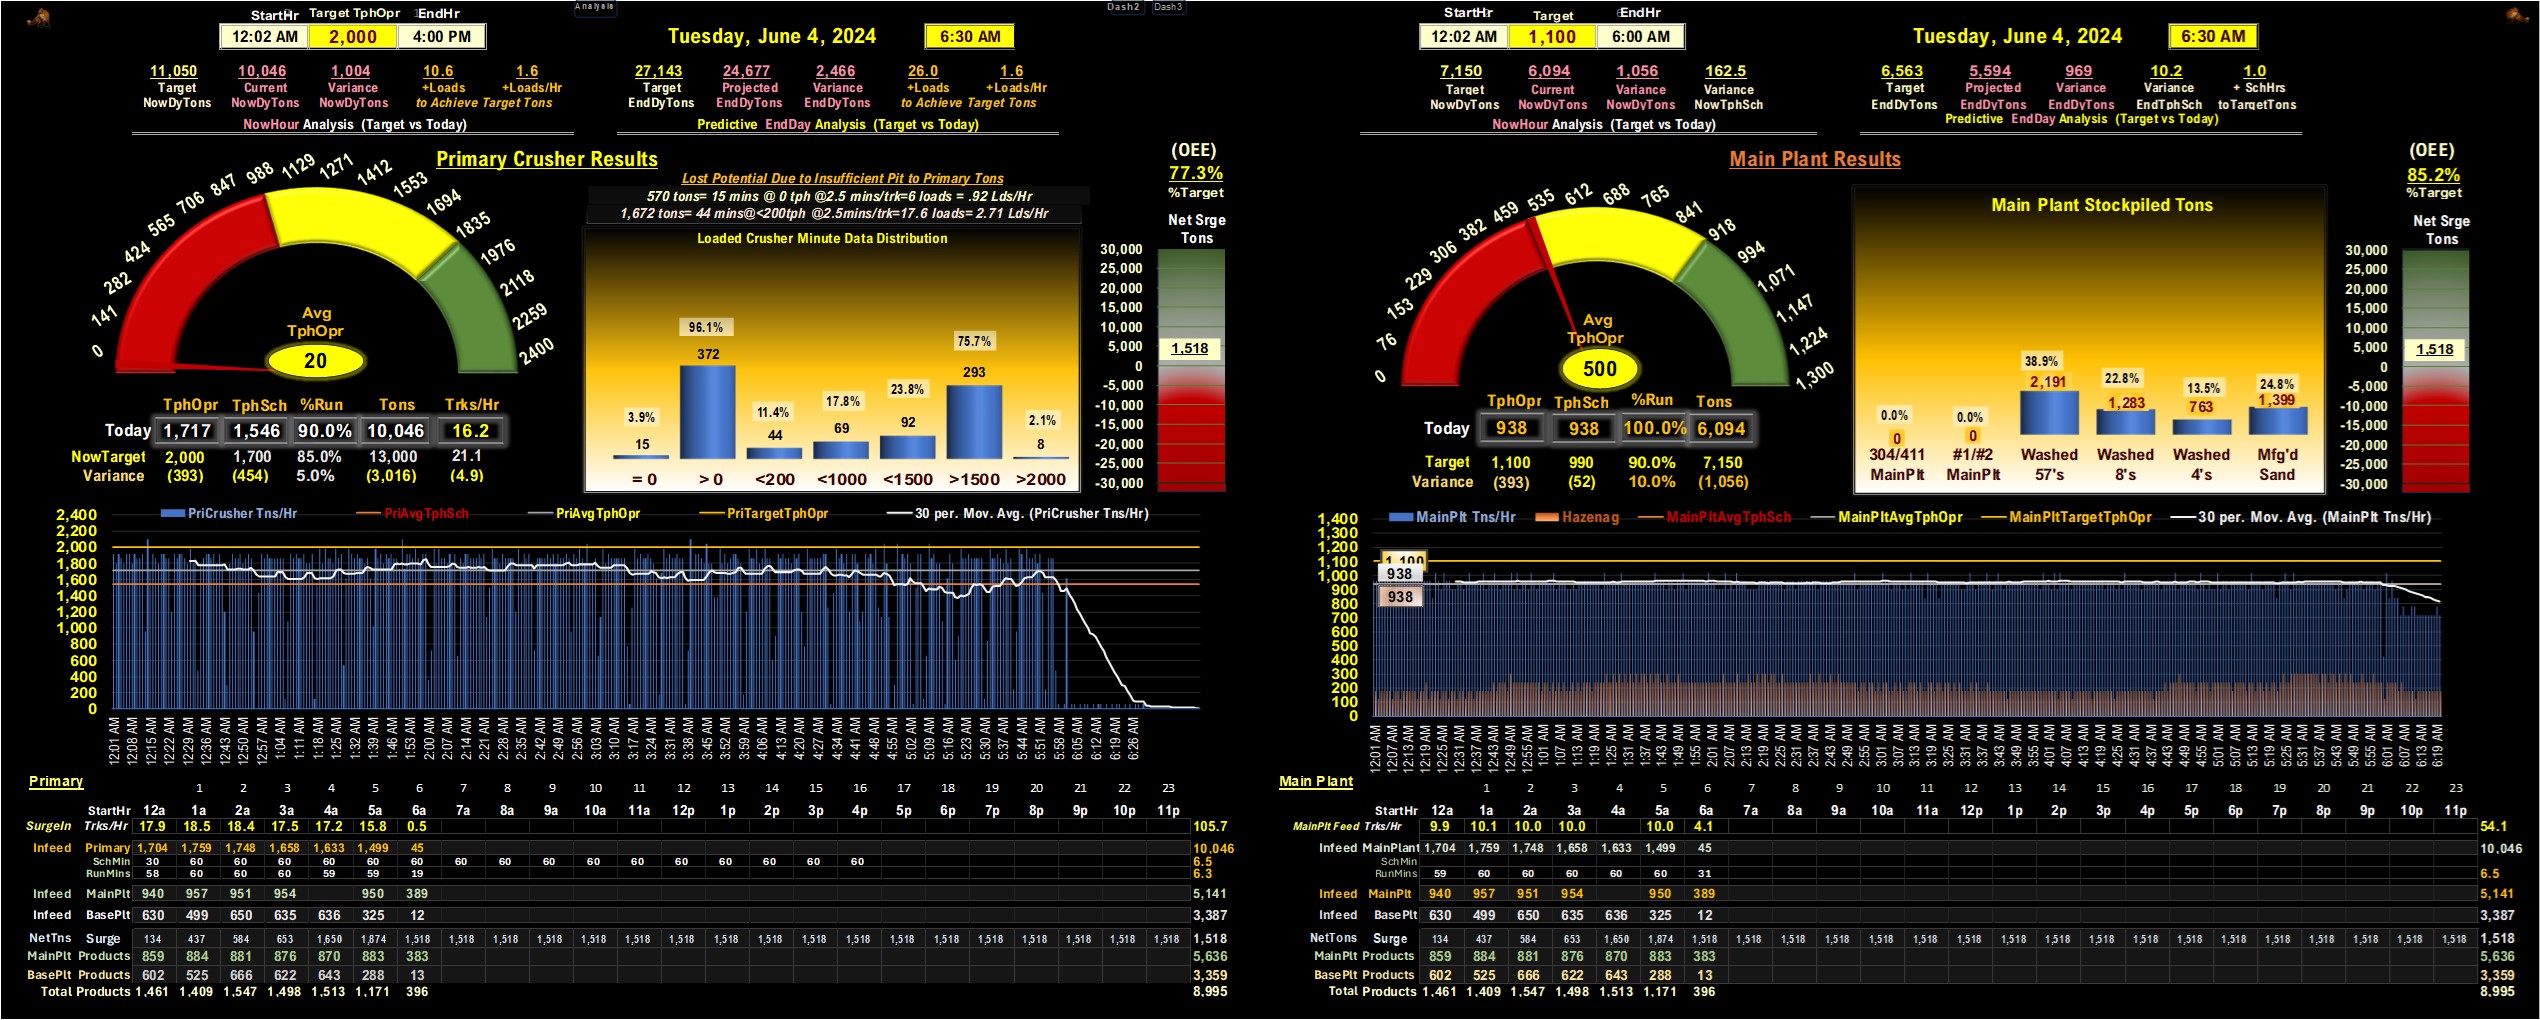 Analysis
Dash2 Dash3
StartHr Target TphOpr EndHr
12:02 AM 2,000 4:00 PM
Tuesday, June 4, 2024 6:30 AM
11,050 10,046 1,004 10.6 1.6
Target Current Variance +Loads +Loads/Hr
NowDyTons NowDyTons NowDyTons to Achieve Target Tons
NowHour Analysis (Target vs Today)
27,143 24,677 2,466 26.0 1.6
Target Projected Variance +Loads +Loads/Hr
EndDyTons EndDyTons EndDyTons to Achieve Target Tons
Predictive EndDay Analysis (Target vs Today)
Primary Crusher Results
0 141 282 424 565 706 847 988 1129 1271 1412 1553 1694 1835 1976 2118 2259 2400
Avg
TphOpr
20
TphOpr TphSch %Run Tons Trks/Hr
Today 1,717 1,546 90.0% 10,046 16.2
NowTarget 2,000 1,700 85.0% 13,000 21.1
Variance (393) (454) 5.0% (3,016) (4.9)
Lost Potential Due to Insufficient Pit to Primary Tons
570 tons= 15 mins @ 0 tph @2.5 mins/trk=6 loads = .92 Lds/Hr
1,672 tons= 44 mins@<200tph @2.5mins/trk=17.6 loads= 2.71 Lds/Hr
Loaded Crusher Minute Data Distribution
3.9% 96.1% 11.4% 17.8% 23.8% 75.7% 2.1%
15 372 44 69 92 293 8
= 0 > 0 <200 <1000 <1500 >1500 >2000
(OEE)
77.3%
%Target
Net Srge
Tons
30,000
25,000
20,000
15,000
10,000
5,000
1,518
0
-5,000
-10,000
-15,000
-20,000
-25,000
-30,000
PriCrusher Tns/Hr PriAvgTphSch PriAvgTphOpr PriTargetTphOpr 30 per. Mov. Avg. (PriCrusher Tns/Hr)
2,400
2,200
2,000
1,800
1,600
1,400
1,200
1,000
800
600
400
200
0
12:01 AM 12:08 AM 12:15 AM 12:22 AM 12:29 AM 12:36 AM 12:43 AM 12:50 AM 12:57 AM 1:04 AM 1:11 AM 1:18 AM 1:25 AM 1:32 AM 1:39 AM 1:46 AM 1:53 AM 2:00 AM 2:07 AM 2:14 AM 2:21 AM 2:28 AM 2:35 AM 2:42 AM 2:49 AM 2:56 AM 3:03 AM 3:10 AM 3:17 AM 3:24 AM 3:31 AM 3:38 AM 3:45 AM 3:52 AM 3:59 AM 4:06 AM 4:13 AM 4:20 AM 4:27 AM 4:34 AM 4:41 AM 4:48 AM 4:55 AM 5:02 AM 5:09 AM 5:16 AM 5:23 AM 5:30 AM 5:37 AM 5:44 AM 5:51 AM 5:58 AM 6:05 AM 6:12 AM 6:19 AM 6:26 AM
Primary
1 2 3 4 5 6 7 8 9 10 11 12 13 14 15 16 17 18 19 20 21 22 23
StartHr 12a 1a 2a 3a 4a 5a 6a 7a 8a 9a 10a 11a 12p 1p 2p 3p 4p 5p 6p 7p 8p 9p 10p 11p
SurgeIn Trks/Hr 17.9 18.5 18.4 17.5 17.2 15.8 0.5 105.7
Infeed Primary 1,704 1,759 1,748 1,658 1,633 1,499 45 10,046
SchMin 30 60 60 60 60 60 60 60 60 60 60 60 60 60 60 60 60 6.5
RunMins 58 60 60 60 59 59 19 6.3
Infeed MainPlt 940 957 951 954 950 389 5,141
Infeed BasePlt 630 499 650 635 636 325 12 3,387
NetTns Surge 134 437 584 653 1,650 1,874 1,518 1,518 1,518 1,518 1,518 1,518 1,518 1,518 1,518 1,518 1,518 1,518 1,518 1,518 1,518 1,518 1,518 1,518 1,518
MainPlt Products 859 884 881 876 870 883 383 5,636
BasePlt Products 602 525 666 622 643 288 13 3,359
Total Products 1,461 1,409 1,547 1,498 1,513 1,171 396 8,995
StartHr Target EndHr
12:02 AM 1,100 6:00 AM
Tuesday, June 4, 2024 6:30 AM
7,150 6,094 1,056 162.5
Target Current Variance Variance
NowDyTons NowDyTons NowDyTons NowTphSch
NowHour Analysis (Target vs Today)
6,563 5,594 969 10.2 1.0
Target Projected Variance Variance + SchHrs
EndDyTons EndDyTons EndDyTons EndTphSch toTargetTons
Predictive EndDay Analysis (Target vs Today)
Main Plant Results
0 76 153 229 306 382 459 535 612 688 765 841 918 994 1,071 1,147 1,224 1,300
Avg
TphOpr
500
TphOpr TphSch %Run Tons
Today 938 938 100.0% 6,094
Target 1,100 990 90.0% 7,150
Variance (393) (52) 10.0% (1,056)
Main Plant Stockpiled Tons
0.0% 0.0% 38.9% 22.8% 13.5% 24.8%
0 0 2,191 1,283 763 1,399
304/411 #1/#2 Washed Washed Washed Mfg'd
MainPlt MainPlt 57's 8's 4's Sand
(OEE)
85.2%
%Target
Net Srge
Tons
30,000
25,000
20,000
15,000
10,000
5,000
1,518
0
-5,000
-10,000
-15,000
-20,000
-25,000
-30,000
MainPlt Tns/Hr Hazenag MainPltAvgTphSch MainPltAvgTphOpr MainPltTargetTphOpr 30 per. Mov. Avg. (MainPlt Tns/Hr)
1,400
1,300
1,200
1,100
1,000
900
800
700
600
500
400
300
200
100
0
1,100
938
938
12:01 AM 12:07 AM 12:13 AM 12:19 AM 12:25 AM 12:31 AM 12:37 AM 12:43 AM 12:49 AM 12:55 AM 1:01 AM 1:07 AM 1:13 AM 1:19 AM 1:25 AM 1:31 AM 1:37 AM 1:43 AM 1:49 AM 1:55 AM 2:01 AM 2:07 AM 2:13 AM 2:19 AM 2:25 AM 2:31 AM 2:37 AM 2:43 AM 2:49 AM 2:55 AM 3:01 AM 3:07 AM 3:13 AM 3:19 AM 3:25 AM 3:31 AM 3:37 AM 3:43 AM 3:49 AM 3:55 AM 4:01 AM 4:07 AM 4:13 AM 4:19 AM 4:25 AM 4:31 AM 4:37 AM 4:43 AM 4:49 AM 4:55 AM 5:01 AM 5:07 AM 5:13 AM 5:19 AM 5:25 AM 5:31 AM 5:37 AM 5:43 AM 5:49 AM 5:55 AM 6:01 AM 6:07 AM 6:13 AM 6:19 AM
Main Plant
1 2 3 4 5 6 7 8 9 10 11 12 13 14 15 16 17 18 19 20 21 22 23
StartHr 12a 1a 2a 3a 4a 5a 6a 7a 8a 9a 10a 11a 12p 1p 2p 3p 4p 5p 6p 7p 8p 9p 10p 11p
MainPlt Feed Trks/Hr 9.9 10.1 10.0 10.0 10.0 4.1 54.1
Infeed MainPlant 1,704 1,759 1,748 1,658 1,633 1,499 45 10,046
SchMin
RunMins 59 60 60 60 60 60 31 6.5
Infeed MainPlt 940 957 951 954 950 389 5,141
Infeed BasePlt 630 499 650 635 636 325 12 3,387
NetTons Surge 134 437 584 653 1,650 1,874 1,518 1,518 1,518 1,518 1,518 1,518 1,518 1,518 1,518 1,518 1,518 1,518 1,518 1,518 1,518 1,518 1,518 1,518 1,518
MainPlt Products 859 884 881 876 870 883 383 5,636
BasePlt Products 602 525 666 622 643 288 13 3,359
Total Products 1,461 1,409 1,547 1,498 1,513 1,171 396 8,995